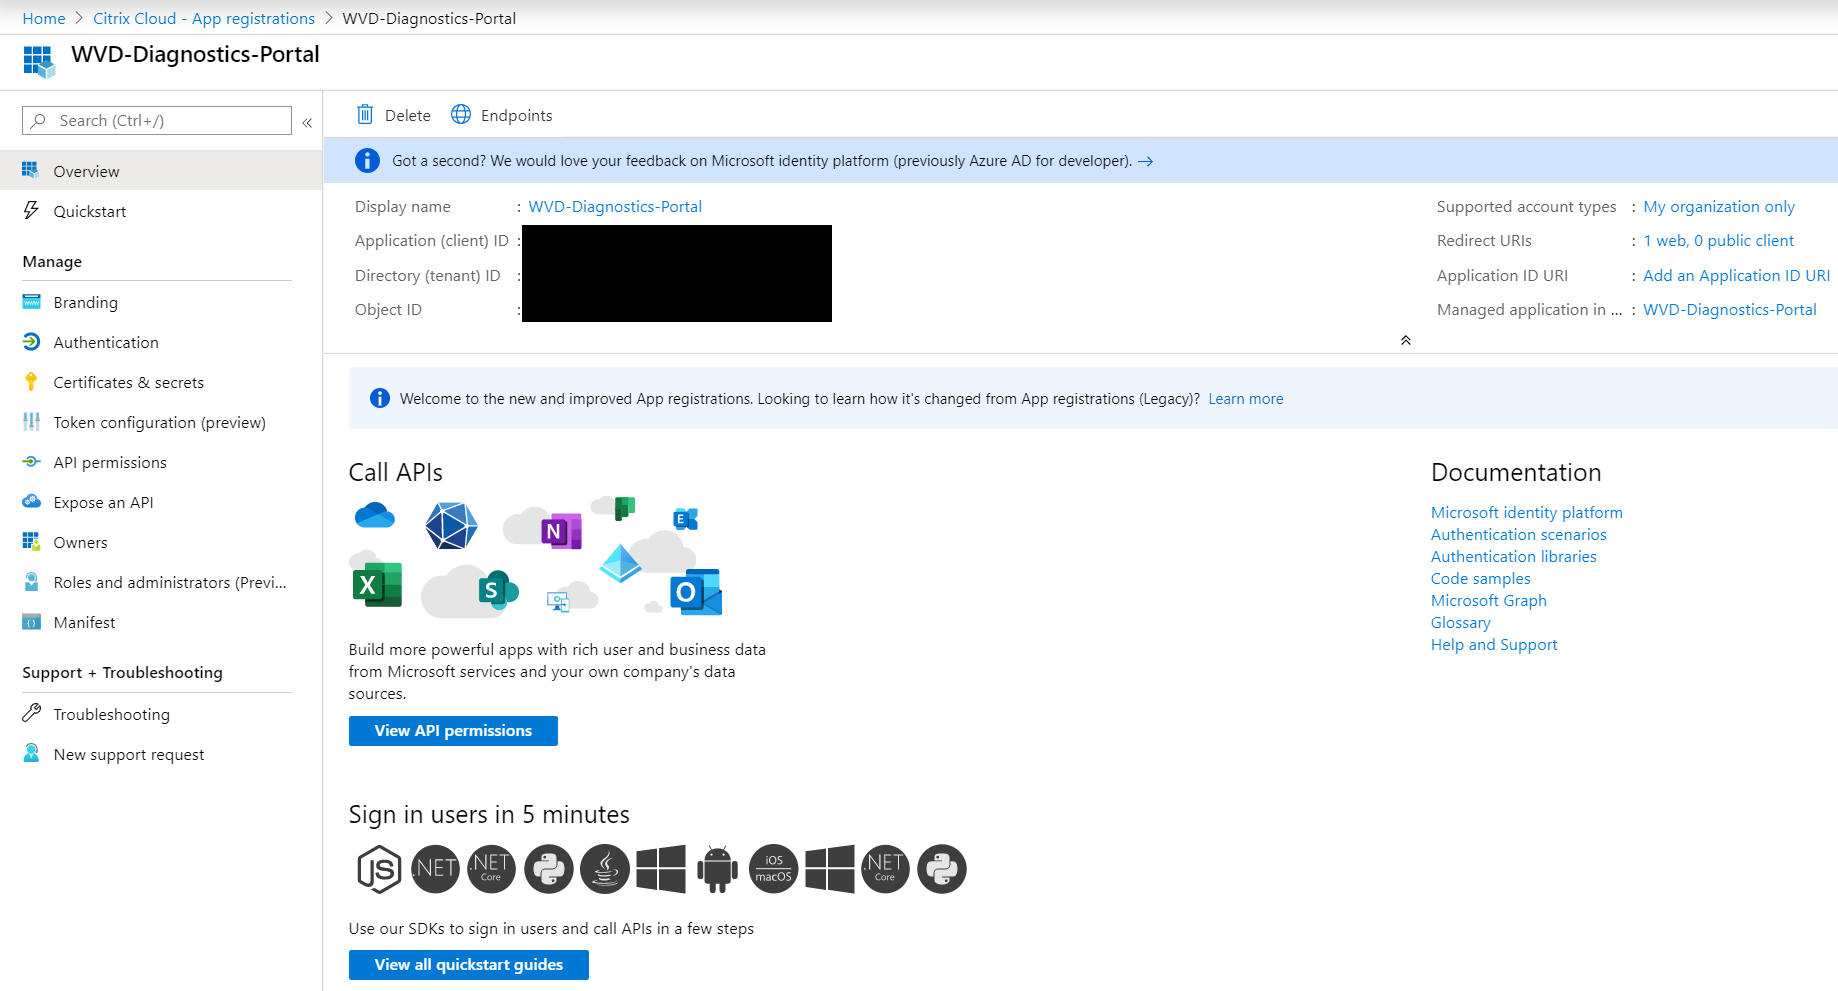 Home > Citrix Cloud - App registrations > WVD-Diagnostics-Portal
WVD-Diagnostics-Portal
Search (Ctrl+/)
«
Overview
Quickstart
Manage
Branding
Authentication
Certificates & secrets
Token configuration (preview)
API permissions
Expose an API
Owners
Roles and administrators (Previ...
Manifest
Support + Troubleshooting
Troubleshooting
New support request
Delete
Endpoints
Got a second? We would love your feedback on Microsoft identity platform (previously Azure AD for developer). →
Display name : WVD-Diagnostics-Portal
Application (client) ID :
Directory (tenant) ID :
Object ID :
Supported account types : My organization only
Redirect URIs : 1 web, 0 public client
Application ID URI : Add an Application ID URI
Managed application in ... : WVD-Diagnostics-Portal
Welcome to the new and improved App registrations. Looking to learn how it's changed from App registrations (Legacy)? Learn more
Call APIs
N
E
X
S
O
Build more powerful apps with rich user and business data
from Microsoft services and your own company's data
sources.
View API permissions
Documentation
Microsoft identity platform
Authentication scenarios
Authentication libraries
Code samples
Microsoft Graph
Glossary
Help and Support
Sign in users in 5 minutes
JS
.NET
.NET
Core
iOS
macOS
.NET
Core
Use our SDKs to sign in users and call APIs in a few steps
View all quickstart guides